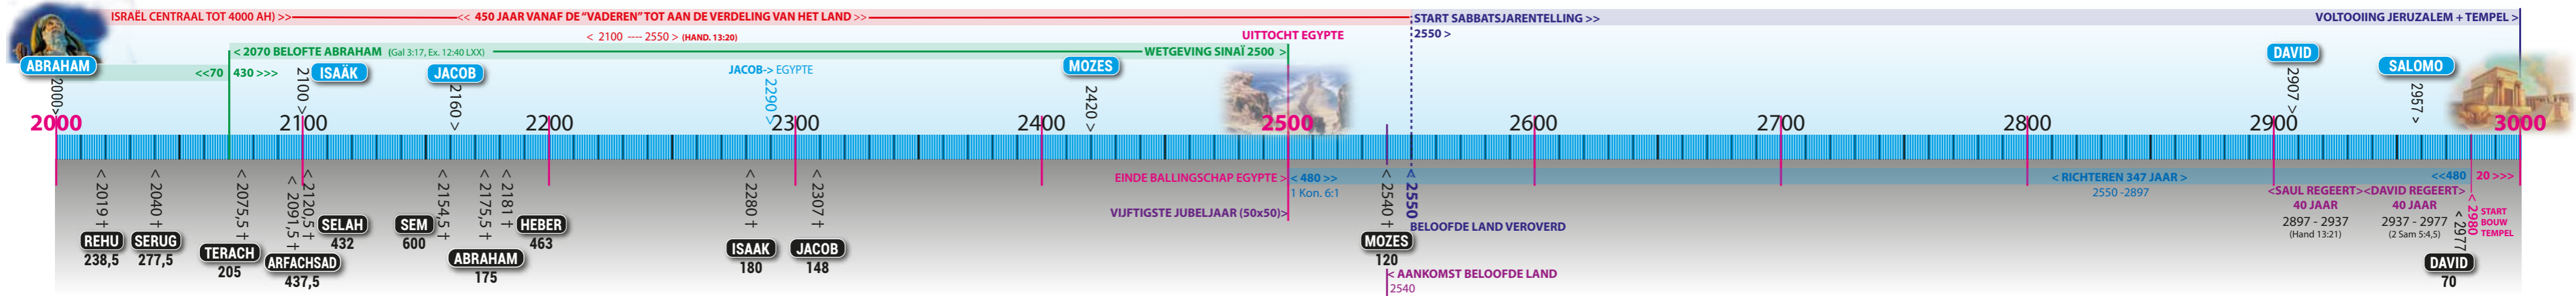 ISRAËL CENTRAAL TOT 4000 AH) >>
<< 450 JAAR VANAF DE “VADEREN” TOT AAN DE VERDELING VAN HET LAND >>
START SABBATSJARENTELLING >>
VOLTOOIING JERUZALEM + TEMPEL >
< 2100 ---- 2550 > (HAND. 13:20)
UITTOCHT EGYPTE
2550 >
< 2070 BELOFTE ABRAHAM (Gal 3:17, Ex. 12:40 LXX)
WETGEVING SINAÏ 2500 >
DAVID
ABRAHAM
<<70
430 >>>
ISAÄK
JACOB
JACOB-> EGYPTE
MOZES
SALOMO
2000>
2100 >
2160 >
2290 >
2420 >
2907 >
2957 >
2000
2100
2200
2300
2400
2500
2600
2700
2800
2900
3000
< 2019 †
< 2040 †
< 2075,5 †
< 2091,5 †
< 2120,5 †
< 2154,5 †
< 2175,5 †
< 2181 †
< 2280 †
< 2307 †
EINDE BALLINGSCHAP EGYPTE >
< 480 >>
1 Kon. 6:1
< 2540 †
< 2550
< RICHTEREN 347 JAAR >
2550 -2897
<<480
20 >>>
<SAUL REGEERT>
40 JAAR
2897 - 2937
(Hand 13:21)
<DAVID REGEERT>
40 JAAR
2937 - 2977
(2 Sam 5:4,5)
< 2977
< 2980
START
BOUW
TEMPEL
VIJFTIGSTE JUBELJAAR (50x50)>
BELOOFDE LAND VEROVERD
REHU
238,5
SERUG
277,5
TERACH
205
ARFACHSAD
437,5
SELAH
432
SEM
600
ABRAHAM
175
HEBER
463
ISAAK
180
JACOB
148
MOZES
120
DAVID
70
< AANKOMST BELOOFDE LAND
2540